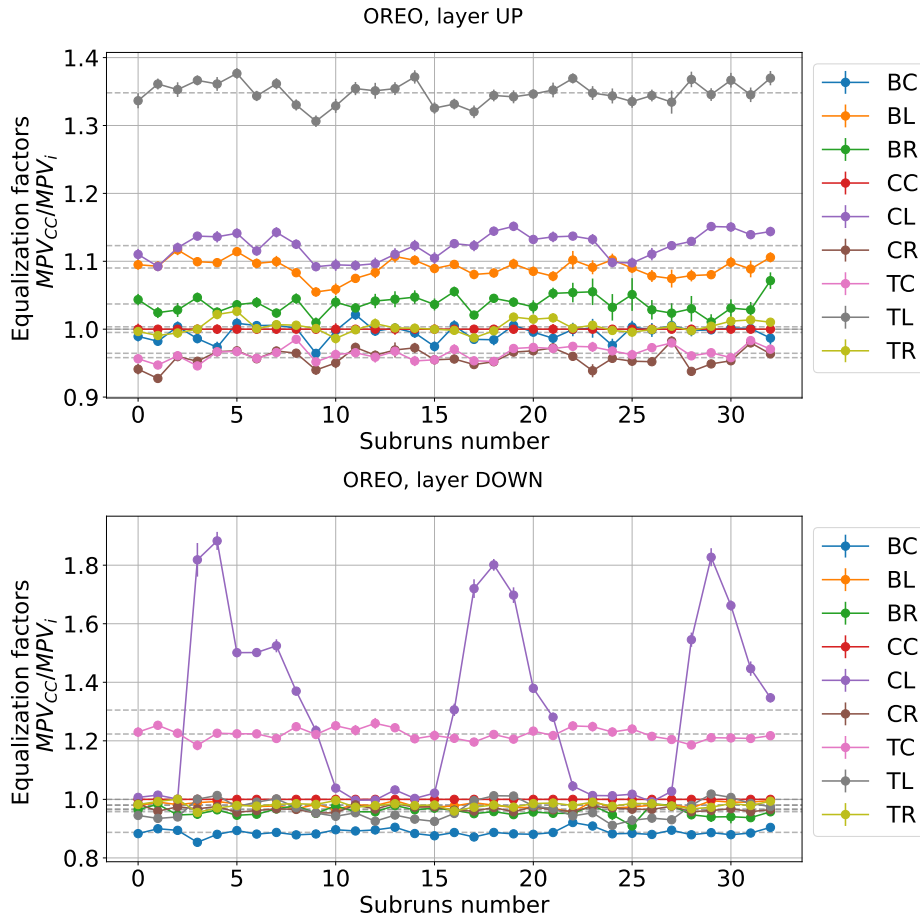 OREO, layer UP
Equalization factors
MPV_CC/MPV_i
1.4
1.3
1.2
1.1
1.0
0.9
0 5 10 15 20 25 30
Subruns number
BC
BL
BR
CC
CL
CR
TC
TL
TR
OREO, layer DOWN
Equalization factors
MPV_CC/MPV_i
1.8
1.6
1.4
1.2
1.0
0.8
0 5 10 15 20 25 30
Subruns number
BC
BL
BR
CC
CL
CR
TC
TL
TR